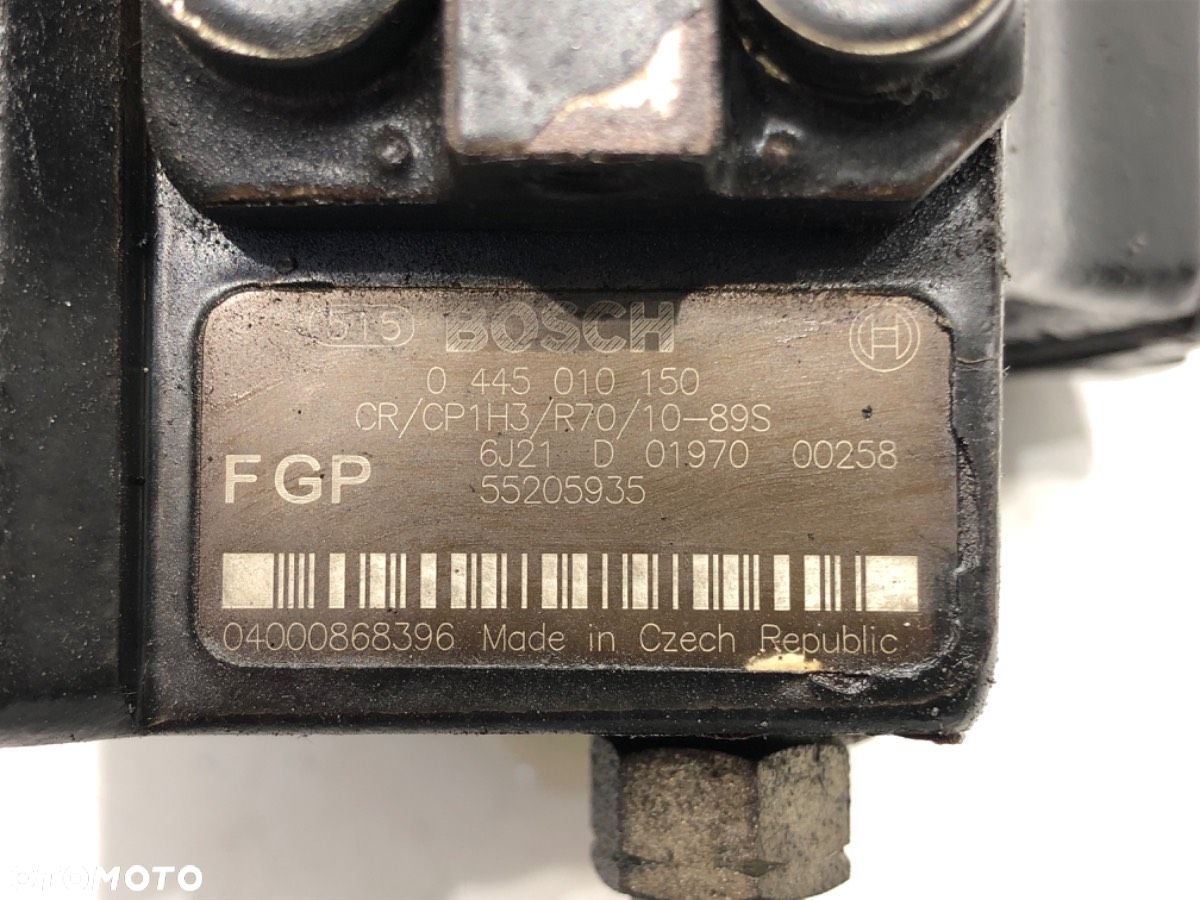 515 BOSCH
0 445 010 150
CR/CP1H3/R70/10-89S
6J21 D 01970 00258
FGP 55205935
04000868396 Made in Czech Republic
OTOMOTO